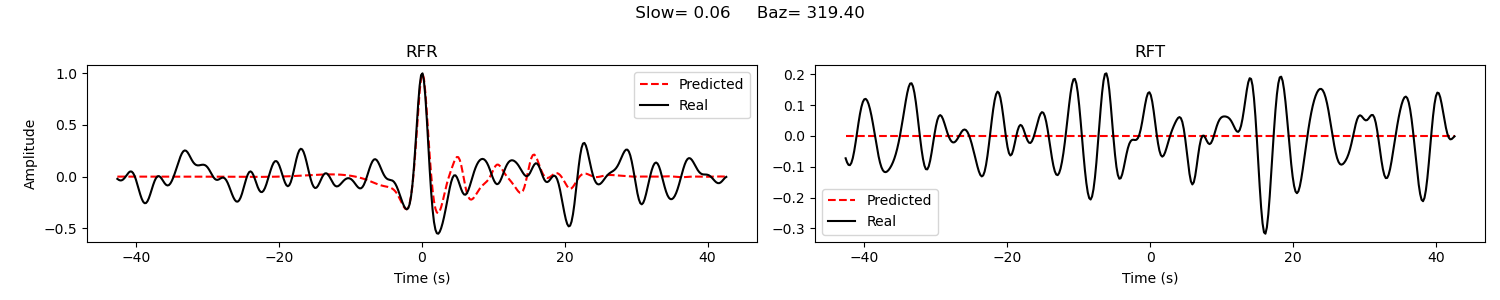 Slow= 0.06 Baz= 319.40
RFR
RFT
Amplitude
1.0
0.5
0.0
−0.5
Predicted
Real
−40
−20
0
20
40
Time (s)
0.2
0.1
0.0
−0.1
−0.2
−0.3
Predicted
Real
−40
−20
0
20
40
Time (s)